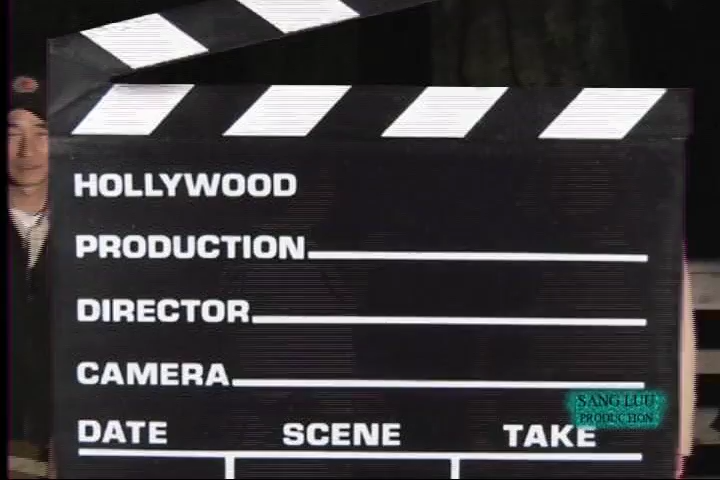 HOLLYWOOD
PRODUCTION
DIRECTOR
CAMERA
DATE SCENE TAKE
SANG LUU
PRODUCTION